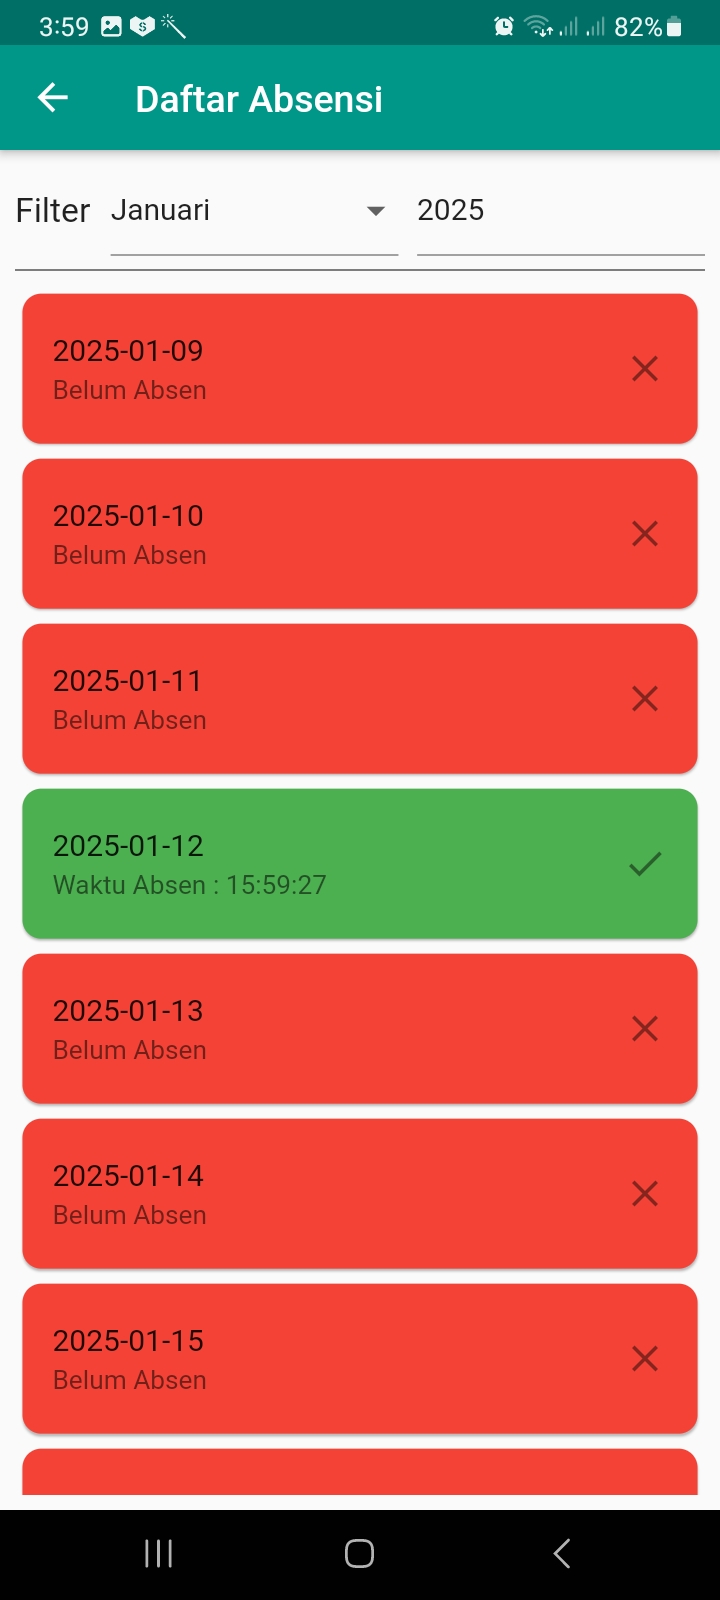 3:59 82%
Daftar Absensi
Filter Januari 2025
2025-01-09
Belum Absen
2025-01-10
Belum Absen
2025-01-11
Belum Absen
2025-01-12
Waktu Absen : 15:59:27
2025-01-13
Belum Absen
2025-01-14
Belum Absen
2025-01-15
Belum Absen